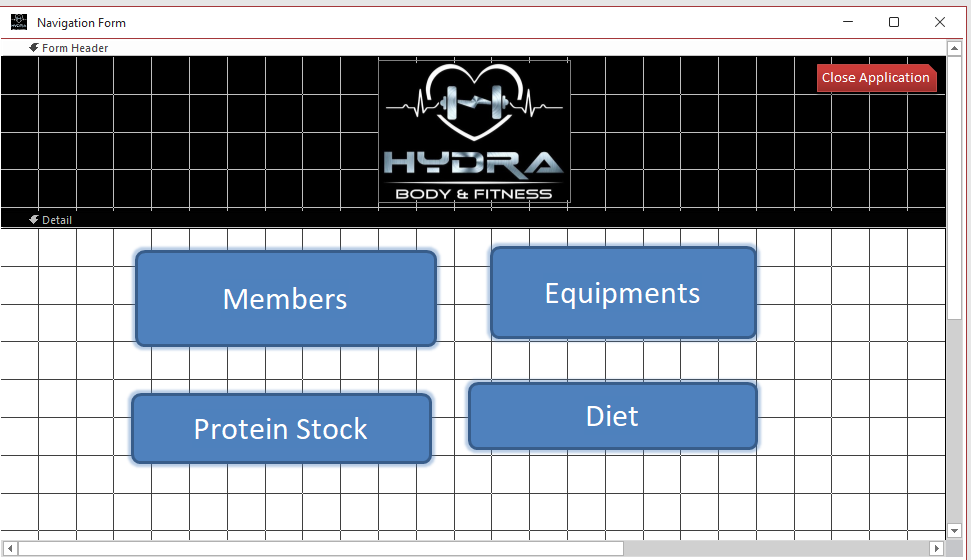 Navigation Form
Form Header
Close Application
HYDRA
BODY & FITNESS
Detail
Members
Equipments
Protein Stock
Diet